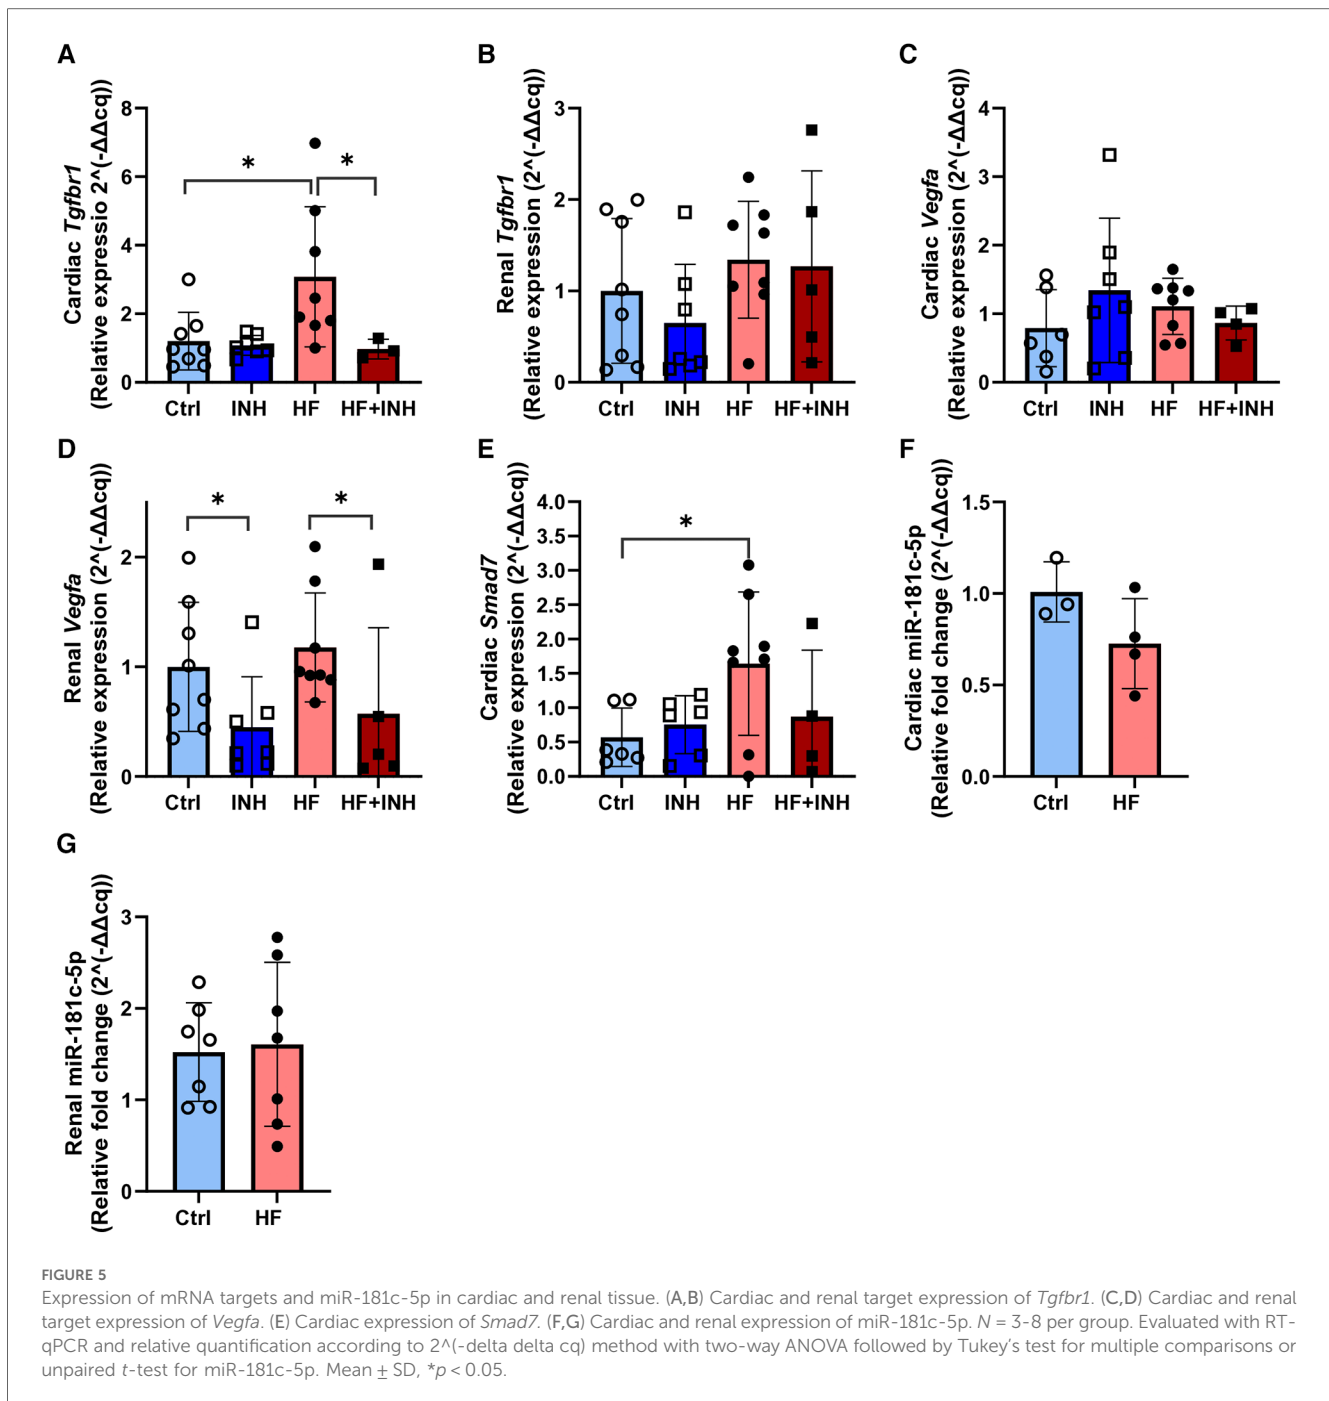 A
Cardiac Tgfbr1
(Relative expressio 2^(-ΔΔcq))
8
6
4
2
0
*
*
Ctrl INH HF HF+INH
B
Renal Tgfbr1
(Relative expression (2^(-ΔΔcq))
3
2
1
0
Ctrl INH HF HF+INH
C
Cardiac Vegfa
(Relative expression (2^(-ΔΔcq))
4
3
2
1
0
Ctrl INH HF HF+INH
D
Renal Vegfa
(Relative expression (2^(-ΔΔcq))
2
1
0
*
*
Ctrl INH HF HF+INH
E
Cardiac Smad7
(Relative expression (2^(-ΔΔcq))
4.0
3.5
3.0
2.5
2.0
1.5
1.0
0.5
0.0
*
Ctrl INH HF HF+INH
F
Cardiac miR-181c-5p
(Relative fold change (2^(-ΔΔcq))
1.5
1.0
0.5
0.0
Ctrl HF
G
Renal miR-181c-5p
(Relative fold change (2^(-ΔΔcq))
3
2
1
0
Ctrl HF
FIGURE 5
Expression of mRNA targets and miR-181c-5p in cardiac and renal tissue. (A,B) Cardiac and renal target expression of Tgfbr1. (C,D) Cardiac and renal
target expression of Vegfa. (E) Cardiac expression of Smad7. (F,G) Cardiac and renal expression of miR-181c-5p. N = 3-8 per group. Evaluated with RT-
qPCR and relative quantification according to 2^(-delta delta cq) method with two-way ANOVA followed by Tukey's test for multiple comparisons or
unpaired t-test for miR-181c-5p. Mean ± SD, *p < 0.05.